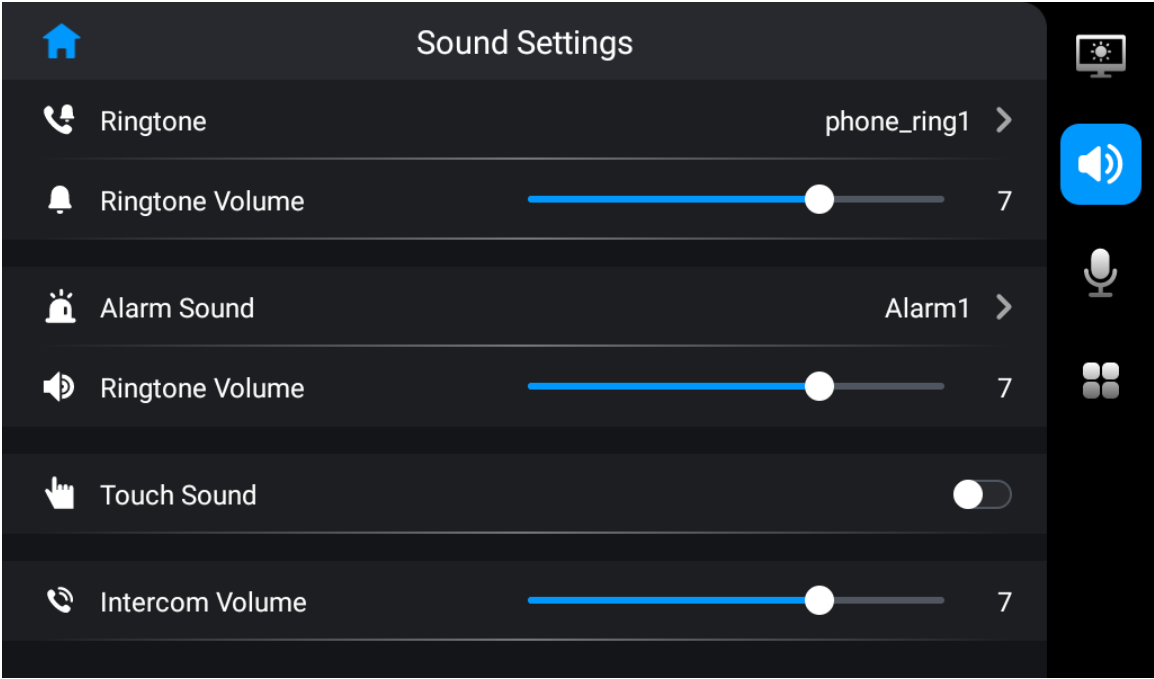 Sound Settings
Ringtone phone_ring1
Ringtone Volume 7
Alarm Sound Alarm1
Ringtone Volume 7
Touch Sound
Intercom Volume 7